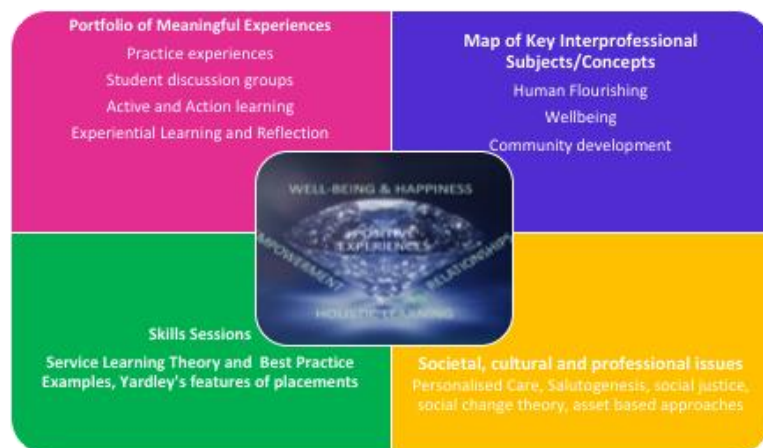 Portfolio of Meaningful Experiences
Practice experiences
Student discussion groups
Active and Action learning
Experiential Learning and Reflection
Map of Key Interprofessional
Subjects/Concepts
Human Flourishing
Wellbeing
Community development
WELL-BEING & HAPPINESS
POSITIVE
EXPERIENCES
EMPOWERMENT
RELATIONSHIPS
HOLISTIC LEARNING
Skills Sessions
Service Learning Theory and Best Practice
Examples, Yardley's features of placements
Societal, cultural and professional issues
Personalised Care, Salutogenesis, social justice,
social change theory, asset based approaches